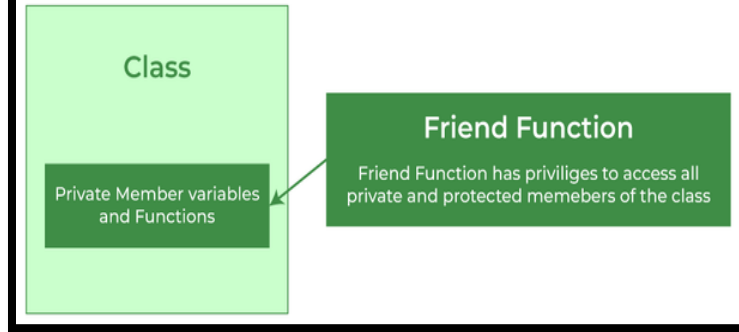 Class
Private Member variables
and Functions
Friend Function
Friend Function has priviliges to access all
private and protected memebers of the class